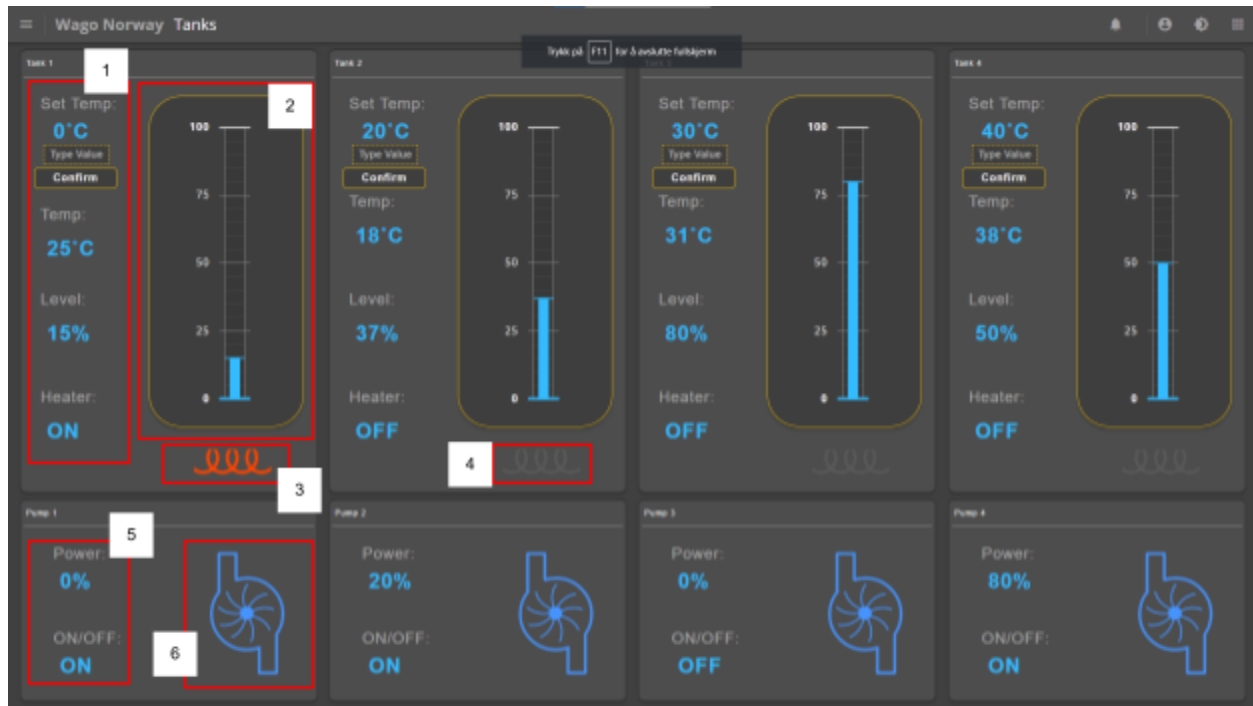 Wago Norway Tanks
Trykk på F11 for å avslutte fullskjerm
Tank 1
1
Set Temp:
0°C
Type Value
Confirm
Temp:
25°C
Level:
15%
Heater:
ON
2
100
75
50
25
0
3
Tank 2
Set Temp:
20°C
Type Value
Confirm
Temp:
18°C
Level:
37%
Heater:
OFF
100
75
50
25
0
4
Tank 3
Set Temp:
30°C
Type Value
Confirm
Temp:
31°C
Level:
80%
Heater:
OFF
100
75
50
25
0
Tank 4
Set Temp:
40°C
Type Value
Confirm
Temp:
38°C
Level:
50%
Heater:
OFF
100
75
50
25
0
Pump 1
5
Power:
0%
ON/OFF:
ON
6
Pump 2
Power:
20%
ON/OFF:
ON
Pump 3
Power:
0%
ON/OFF:
OFF
Pump 4
Power:
80%
ON/OFF:
ON